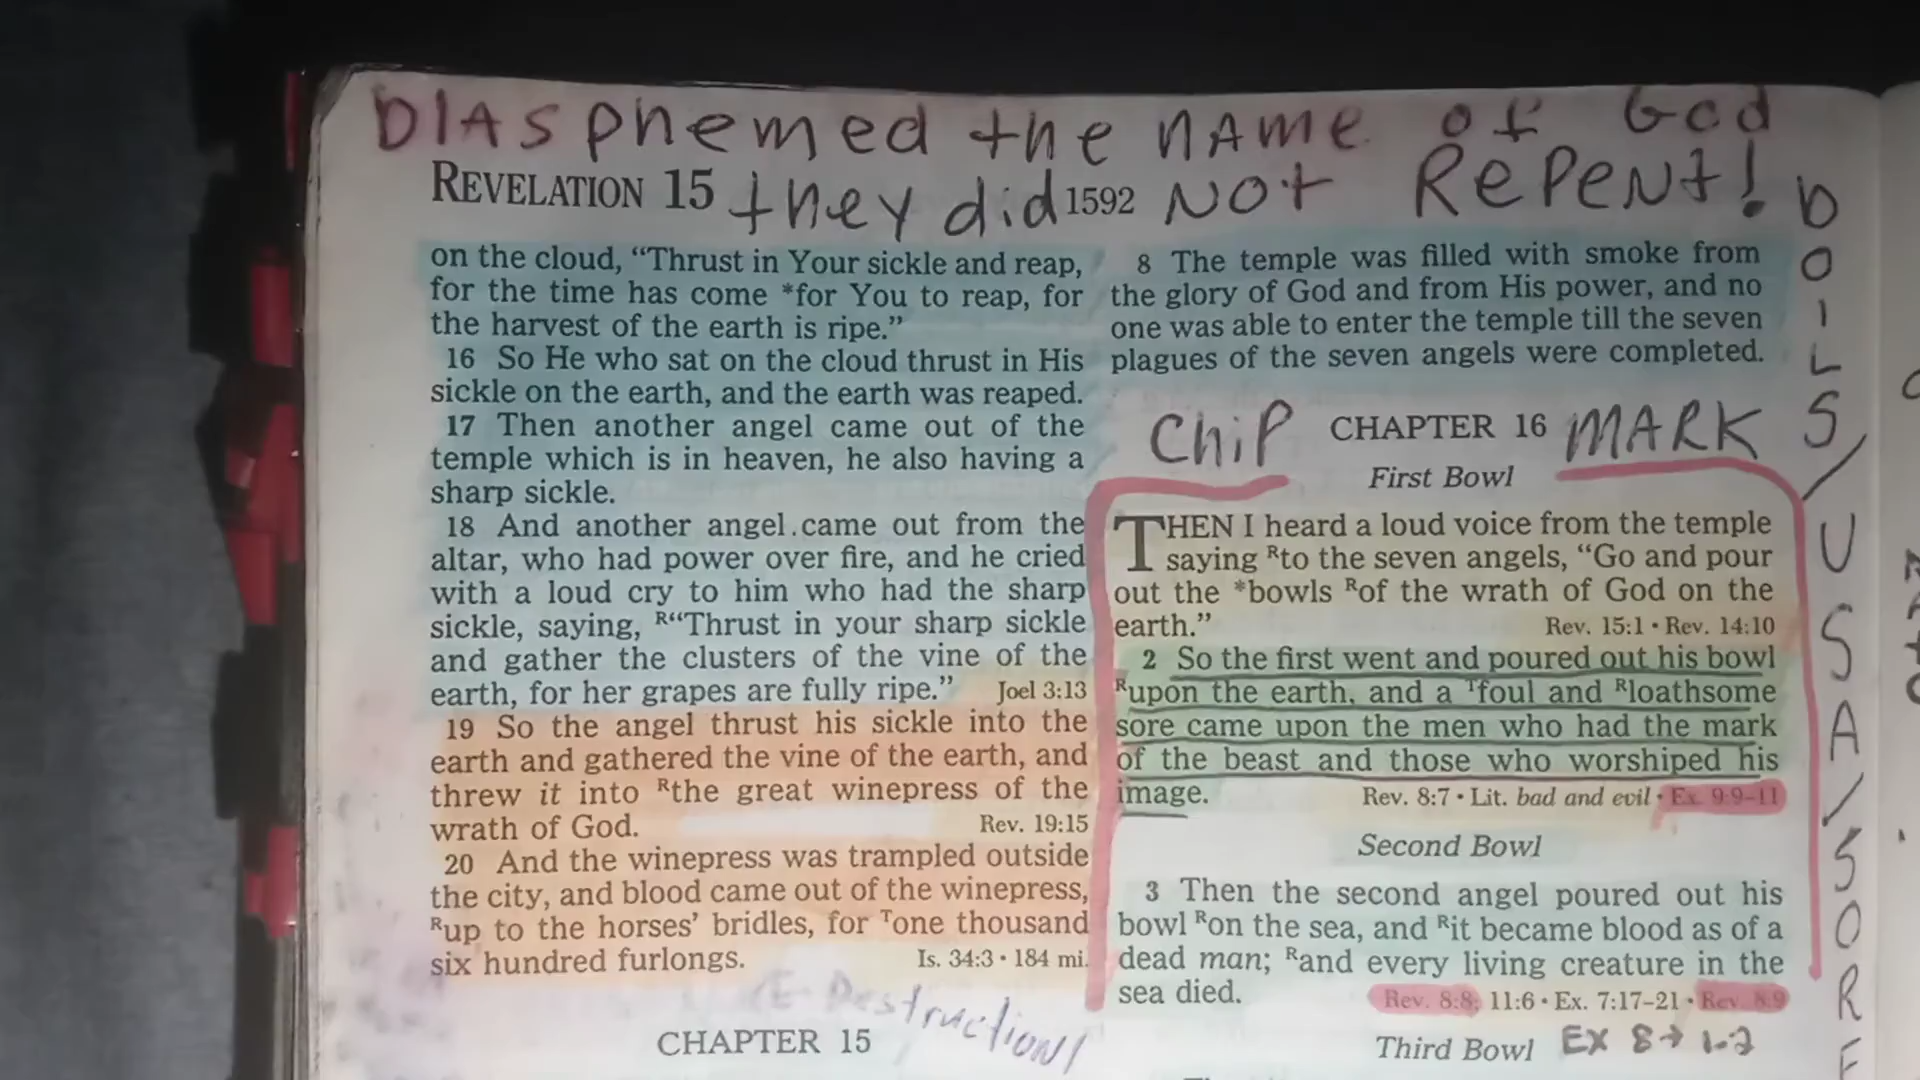 BlAsphemed the nAme of God
REVELATION 15 they did 1592 NOt RePeNt!
on the cloud, “Thrust in Your sickle and reap,
for the time has come *for You to reap, for
the harvest of the earth is ripe.”
16 So He who sat on the cloud thrust in His
sickle on the earth, and the earth was reaped.
17 Then another angel came out of the
temple which is in heaven, he also having a
sharp sickle.
18 And another angel came out from the
altar, who had power over fire, and he cried
with a loud cry to him who had the sharp
sickle, saying, R“Thrust in your sharp sickle
and gather the clusters of the vine of the
earth, for her grapes are fully ripe.” Joel 3:13
19 So the angel thrust his sickle into the
earth and gathered the vine of the earth, and
threw it into Rthe great winepress of the
wrath of God. Rev. 19:15
20 And the winepress was trampled outside
the city, and blood came out of the winepress,
Rup to the horses’ bridles, for Tone thousand
six hundred furlongs. Is. 34:3 • 184 mi.
Destruction!
CHAPTER 15
8 The temple was filled with smoke from
the glory of God and from His power, and no
one was able to enter the temple till the seven
plagues of the seven angels were completed.
ChiP CHAPTER 16 MARK
First Bowl
THEN I heard a loud voice from the temple
saying Rto the seven angels, “Go and pour
out the *bowls Rof the wrath of God on the
earth.” Rev. 15:1 • Rev. 14:10
2 So the first went and poured out his bowl
Rupon the earth, and a Tfoul and Rloathsome
sore came upon the men who had the mark
of the beast and those who worshiped his
image. Rev. 8:7 • Lit. bad and evil • Ex. 9:9–11
Second Bowl
3 Then the second angel poured out his
bowl Ron the sea, and Rit became blood as of a
dead man; Rand every living creature in the
sea died. Rev. 8:8; 11:6 • Ex. 7:17–21 • Rev. 8:9
Third Bowl EX 8→ 1-2
bOILS/USA/SORE